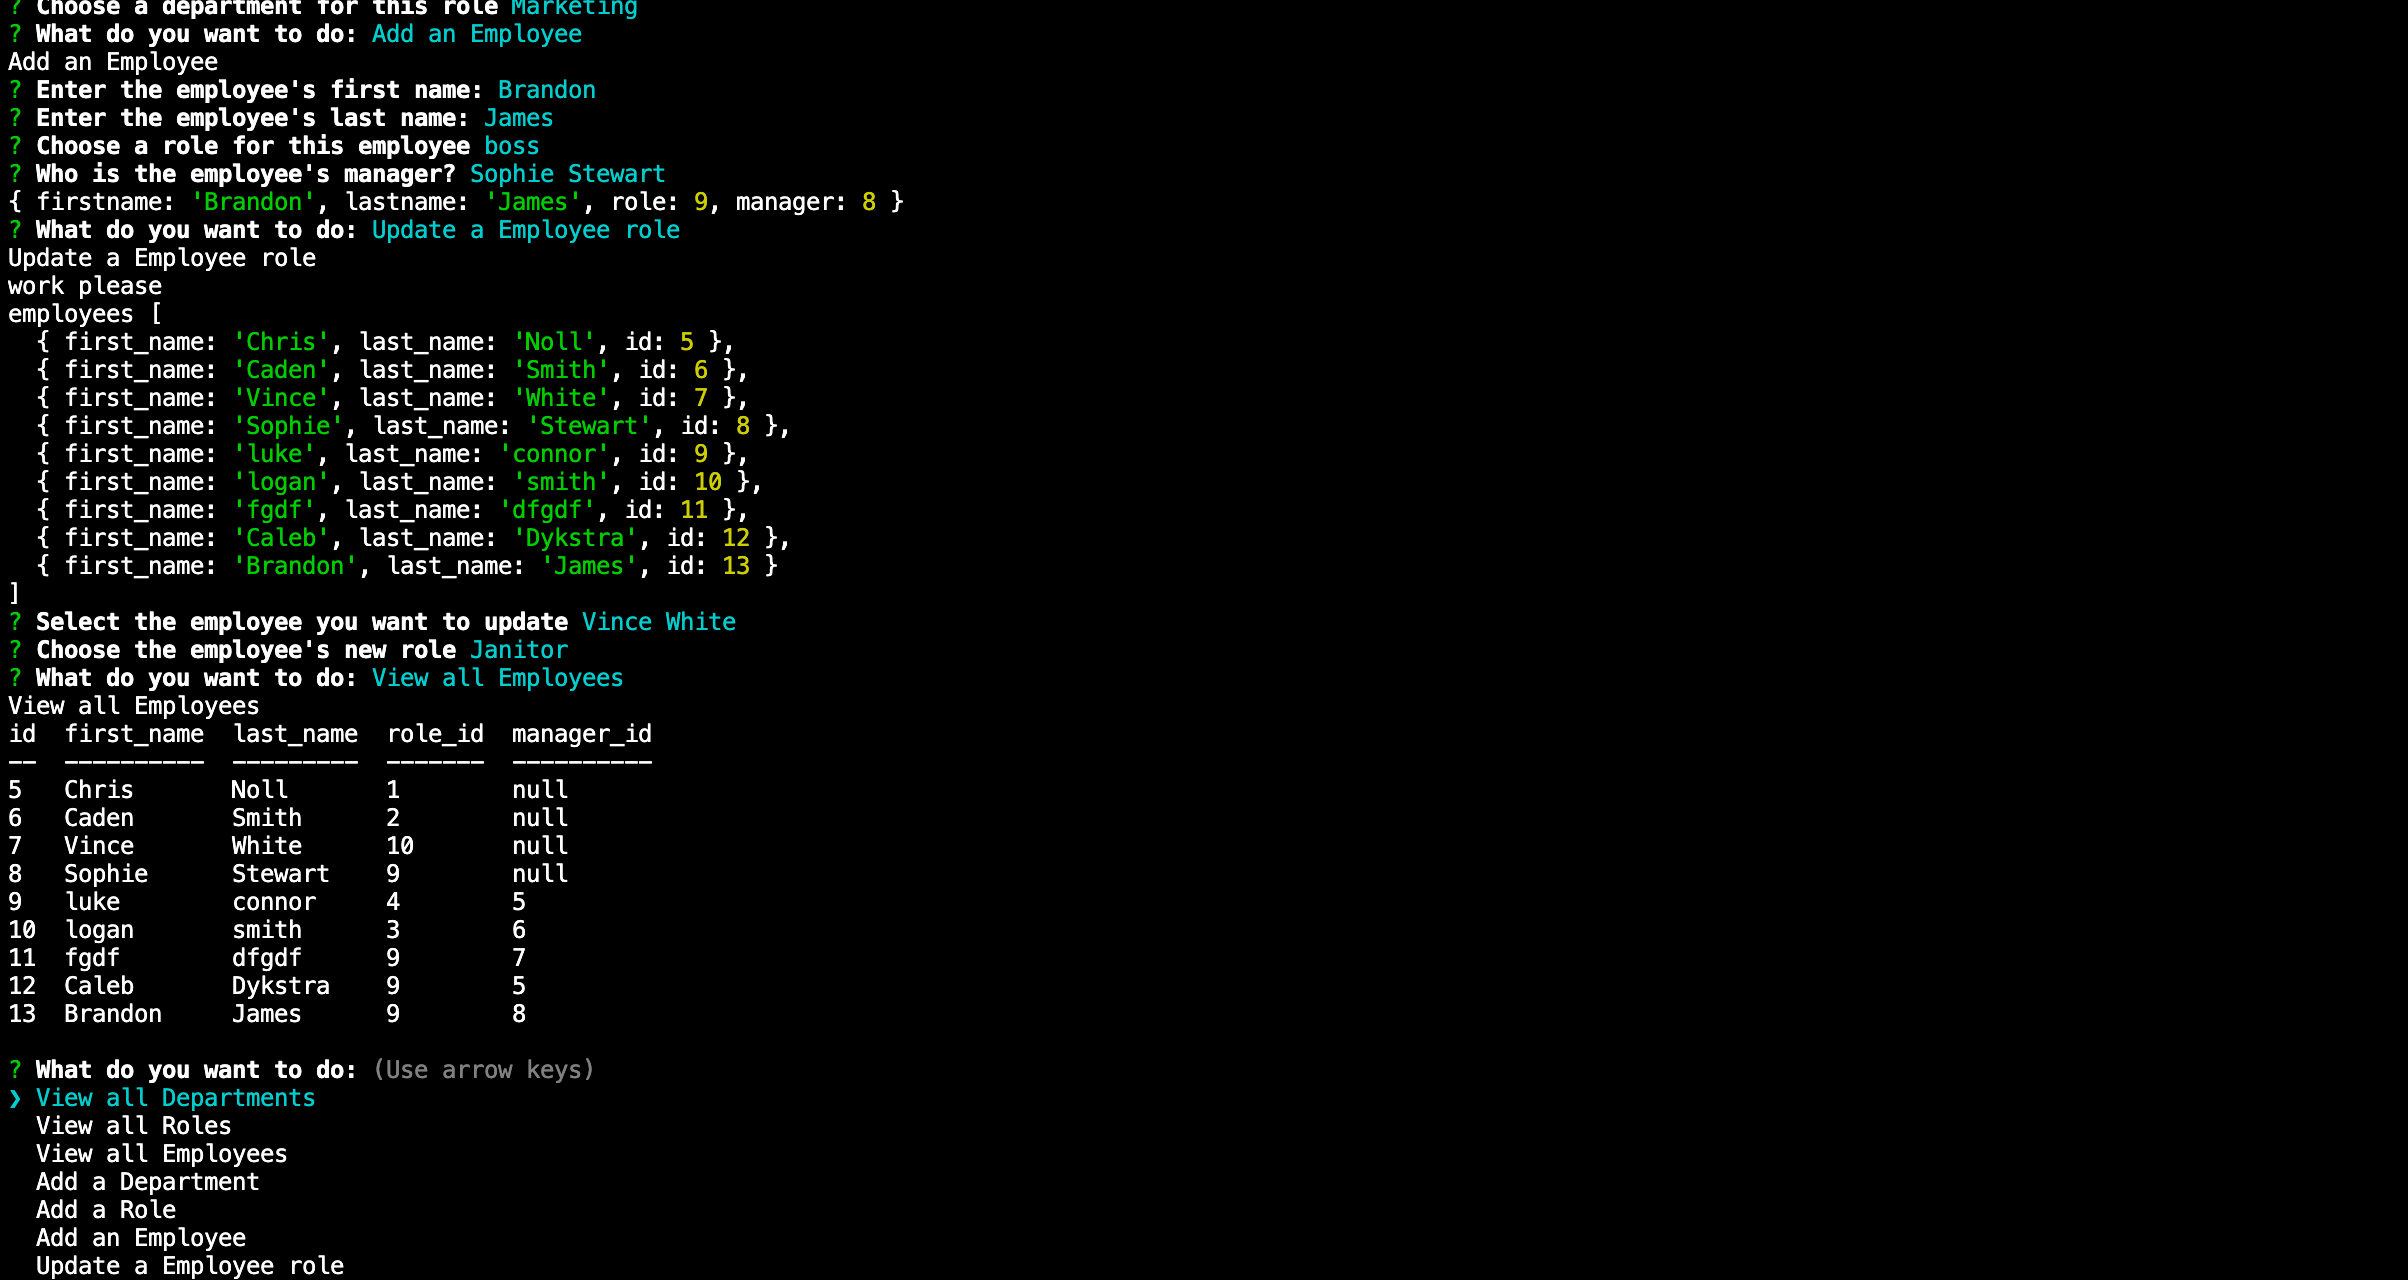 ? Choose a department for this role Marketing
? What do you want to do: Add an Employee
Add an Employee
? Enter the employee's first name: Brandon
? Enter the employee's last name: James
? Choose a role for this employee boss
? Who is the employee's manager? Sophie Stewart
{ firstname: 'Brandon', lastname: 'James', role: 9, manager: 8 }
? What do you want to do: Update a Employee role
Update a Employee role
work please
employees [
  { first_name: 'Chris', last_name: 'Noll', id: 5 },
  { first_name: 'Caden', last_name: 'Smith', id: 6 },
  { first_name: 'Vince', last_name: 'White', id: 7 },
  { first_name: 'Sophie', last_name: 'Stewart', id: 8 },
  { first_name: 'luke', last_name: 'connor', id: 9 },
  { first_name: 'logan', last_name: 'smith', id: 10 },
  { first_name: 'fgdf', last_name: 'dfgdf', id: 11 },
  { first_name: 'Caleb', last_name: 'Dykstra', id: 12 },
  { first_name: 'Brandon', last_name: 'James', id: 13 }
]
? Select the employee you want to update Vince White
? Choose the employee's new role Janitor
? What do you want to do: View all Employees
View all Employees
id  first_name  last_name  role_id  manager_id
--  ----------  ---------  -------  ----------
5   Chris       Noll       1        null
6   Caden       Smith      2        null
7   Vince       White      10       null
8   Sophie      Stewart    9        null
9   luke        connor     4        5
10  logan       smith      3        6
11  fgdf        dfgdf      9        7
12  Caleb       Dykstra    9        5
13  Brandon     James      9        8
? What do you want to do: (Use arrow keys)
❯ View all Departments
  View all Roles
  View all Employees
  Add a Department
  Add a Role
  Add an Employee
  Update a Employee role